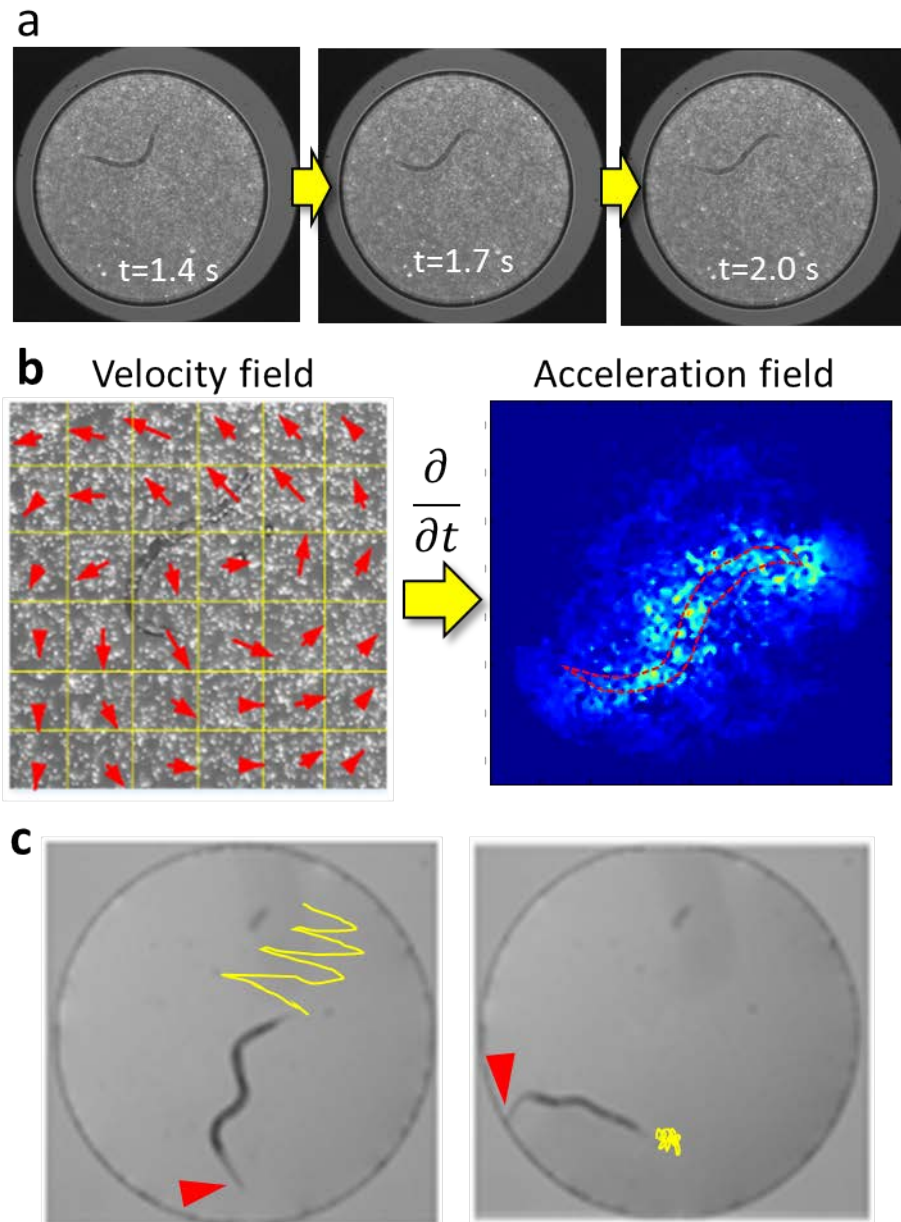 a
t=1.4 s
t=1.7 s
t=2.0 s
b
Velocity field
Acceleration field
∂
∂t
c